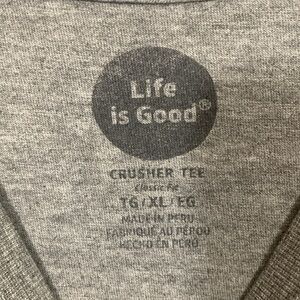 Life
is Good®
CRUSHER TEE
Classic Fit
TG/XL/EG
MADE IN PERU
FABRIQUÉ AU PÉROU
HECHO EN PERÚ